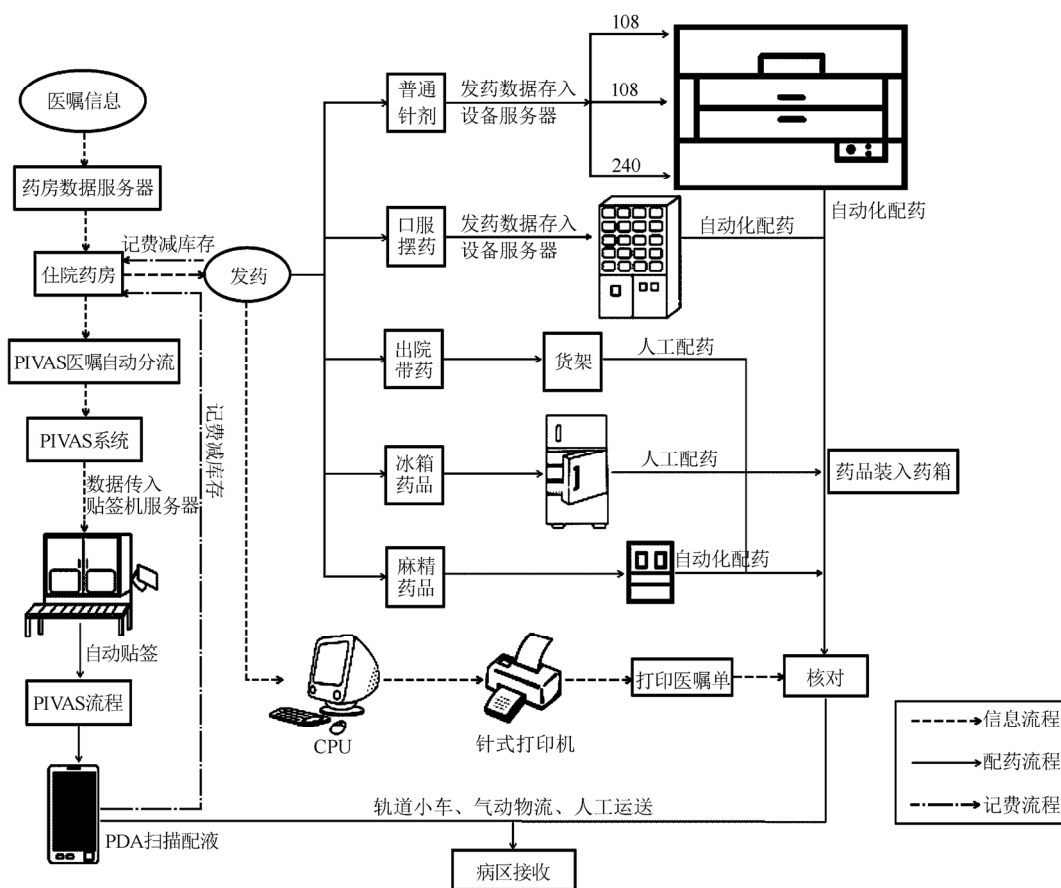 医嘱信息
药房数据服务器
记费减库存
住院药房
发药
PIVAS医嘱自动分流
PIVAS系统
数据传入
贴签机服务器
自动贴签
PIVAS流程
PDA扫描配液
记费减库存
普通
针剂
发药数据存入
设备服务器
108
108
240
自动化配药
口服
摆药
发药数据存入
设备服务器
自动化配药
出院
带药
货架
人工配药
冰箱
药品
人工配药
药品装入药箱
麻精
药品
自动化配药
CPU
针式打印机
打印医嘱单
核对
轨道小车、气动物流、人工运送
病区接收
信息流程
配药流程
记费流程